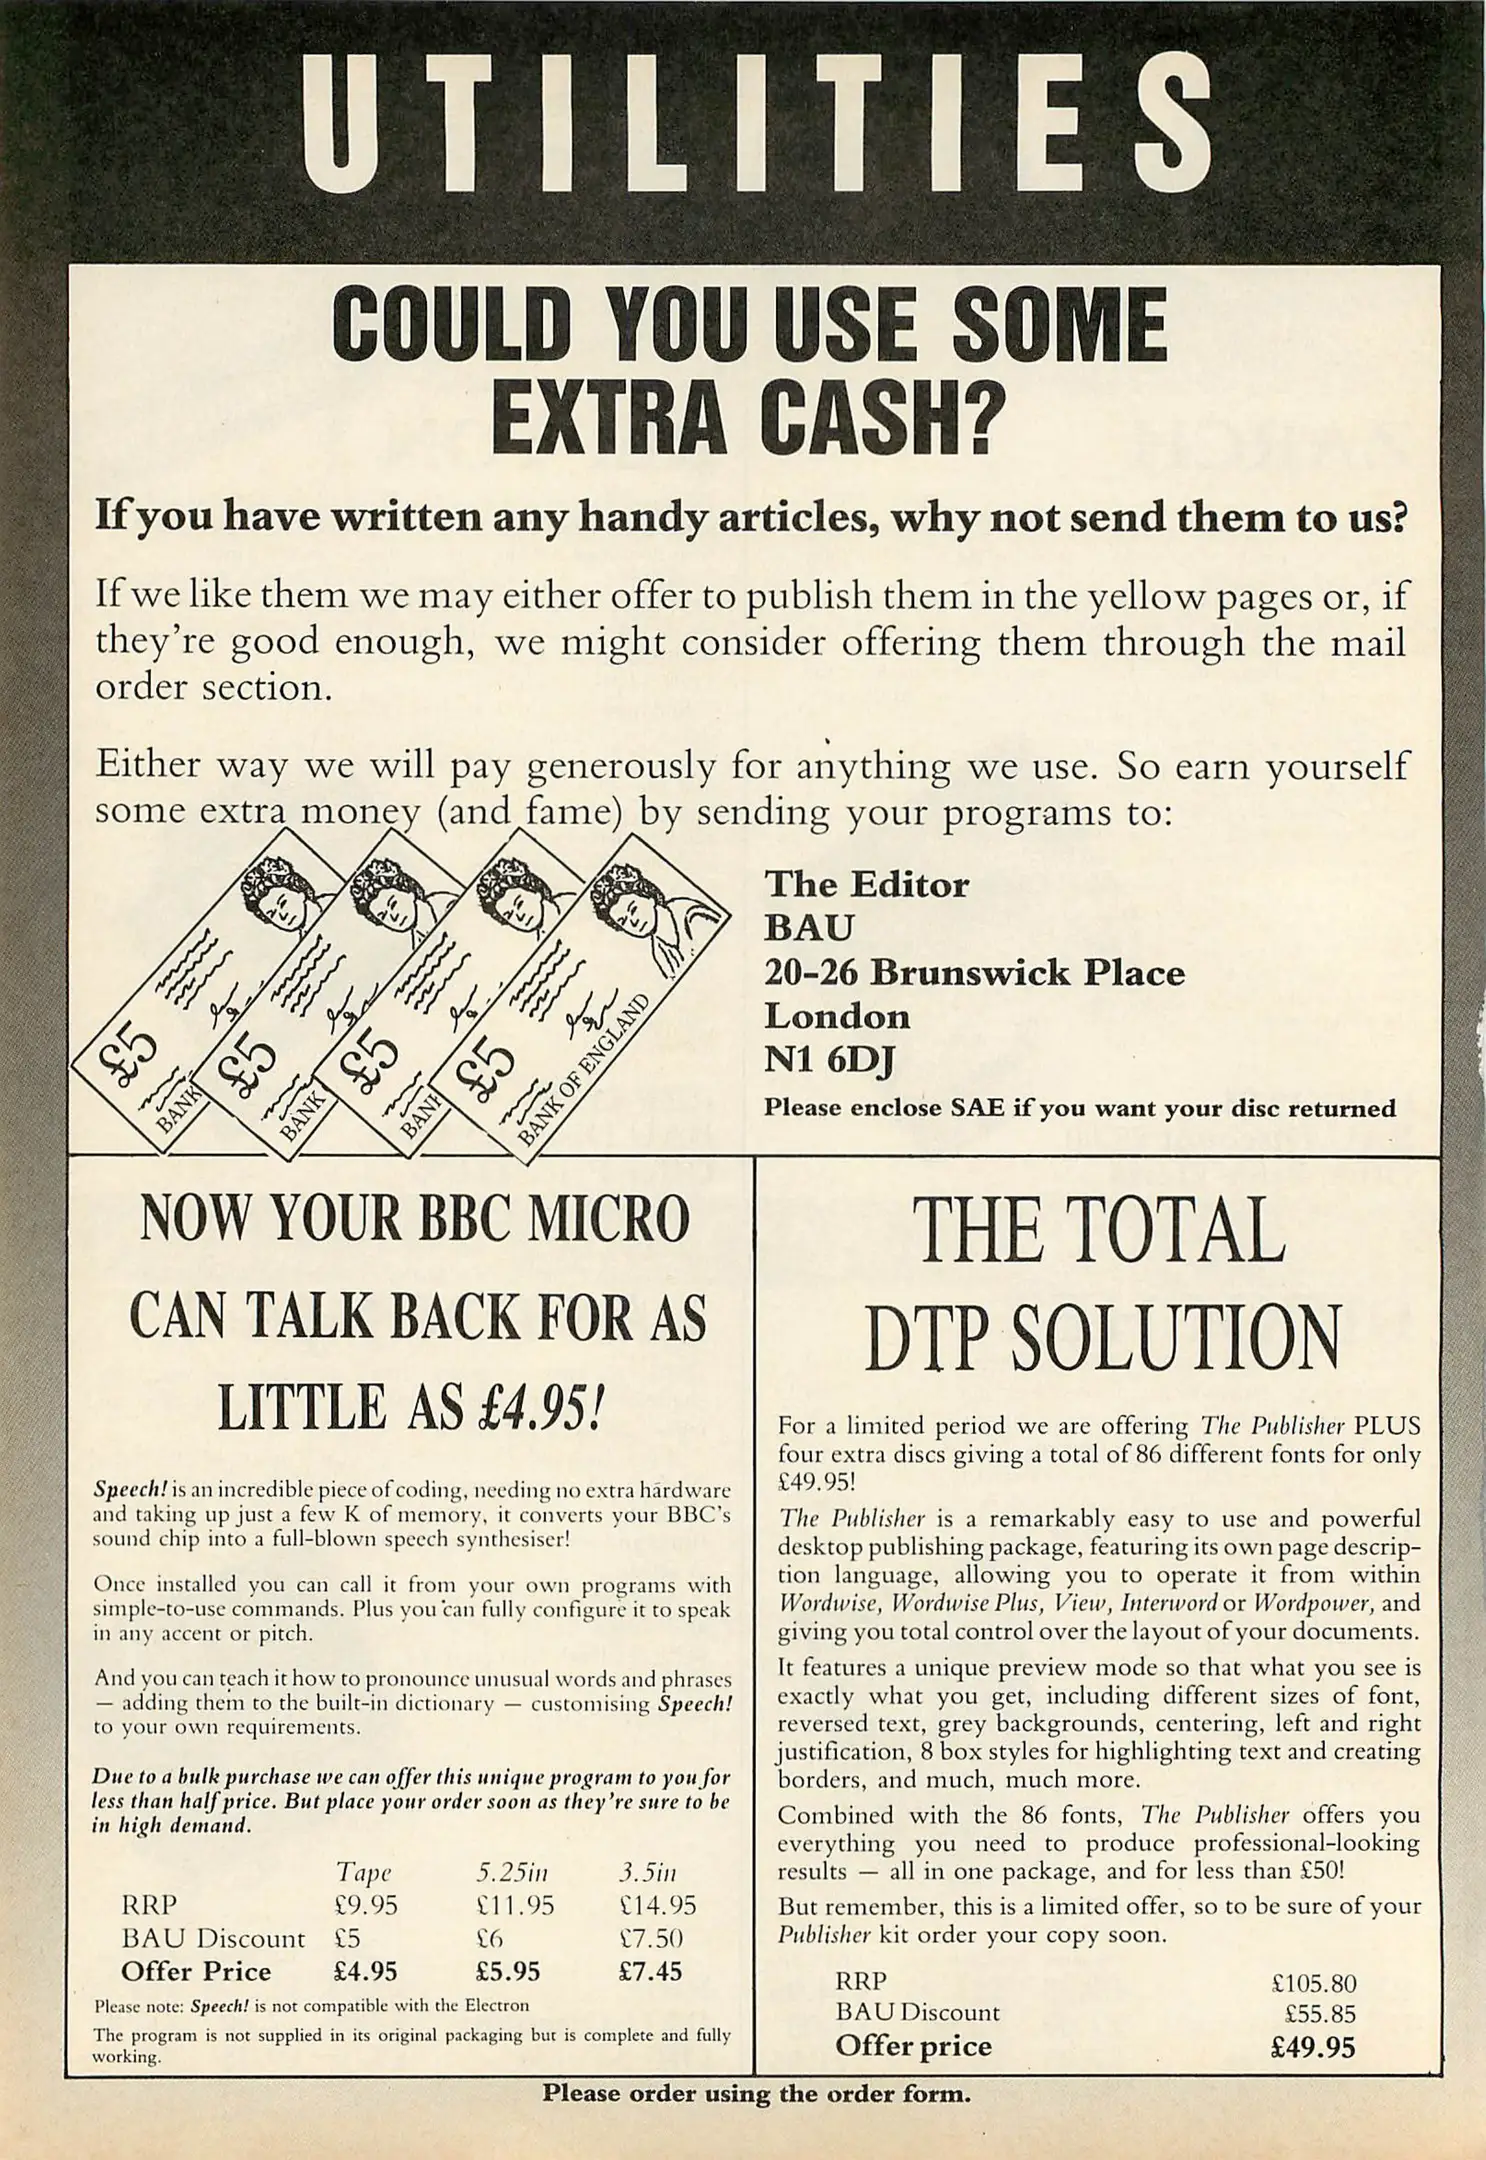 UTILITIES
COULD YOU USE SOME
EXTRA CASH?
If you have written any handy articles, why not send them to us?
If we like them we may either offer to publish them in the yellow pages or, if
they're good enough, we might consider offering them through the mail
order section.
Either way we will pay generously for anything we use. So earn yourself
some extra money (and fame) by sending your programs to:
£5
BANK
£5
BANK
£5
BANK
£5
BANK OF ENGLAND
The Editor
BAU
20-26 Brunswick Place
London
N1 6DJ
Please enclose SAE if you want your disc returned
NOW YOUR BBC MICRO
CAN TALK BACK FOR AS
LITTLE AS £4.95!
Speech! is an incredible piece of coding, needing no extra hardware
and taking up just a few K of memory, it converts your BBC's
sound chip into a full-blown speech synthesiser!
Once installed you can call it from your own programs with
simple-to-use commands. Plus you can fully configure it to speak
in any accent or pitch.
And you can teach it how to pronounce unusual words and phrases
— adding them to the built-in dictionary — customising Speech!
to your own requirements.
Due to a bulk purchase we can offer this unique program to you for
less than half price. But place your order soon as they're sure to be
in high demand.
Tape 5.25in 3.5in
RRP £9.95 £11.95 £14.95
BAU Discount £5 £6 £7.50
Offer Price £4.95 £5.95 £7.45
Please note: Speech! is not compatible with the Electron
The program is not supplied in its original packaging but is complete and fully
working.
THE TOTAL
DTP SOLUTION
For a limited period we are offering The Publisher PLUS
four extra discs giving a total of 86 different fonts for only
£49.95!
The Publisher is a remarkably easy to use and powerful
desktop publishing package, featuring its own page descrip-
tion language, allowing you to operate it from within
Wordwise, Wordwise Plus, View, Interword or Wordpower, and
giving you total control over the layout of your documents.
It features a unique preview mode so that what you see is
exactly what you get, including different sizes of font,
reversed text, grey backgrounds, centering, left and right
justification, 8 box styles for highlighting text and creating
borders, and much, much more.
Combined with the 86 fonts, The Publisher offers you
everything you need to produce professional-looking
results — all in one package, and for less than £50!
But remember, this is a limited offer, so to be sure of your
Publisher kit order your copy soon.
RRP £105.80
BAU Discount £55.85
Offer price £49.95
Please order using the order form.